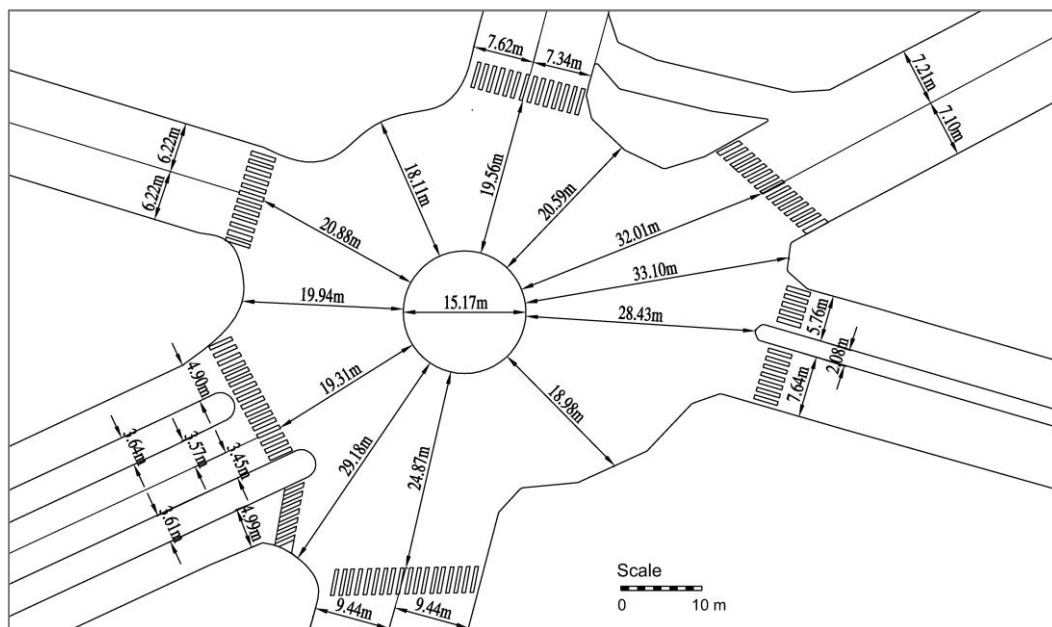 7.62m
7.34m
7.21m
7.10m
6.22m
6.22m
18.11m
19.56m
20.59m
20.88m
32.01m
33.10m
19.94m
15.17m
28.43m
5.76m
2.08m
7.64m
4.90m
19.31m
18.98m
3.64m
3.57m
3.45m
29.18m
24.87m
3.61m
4.99m
Scale
0 10 m
9.44m
9.44m